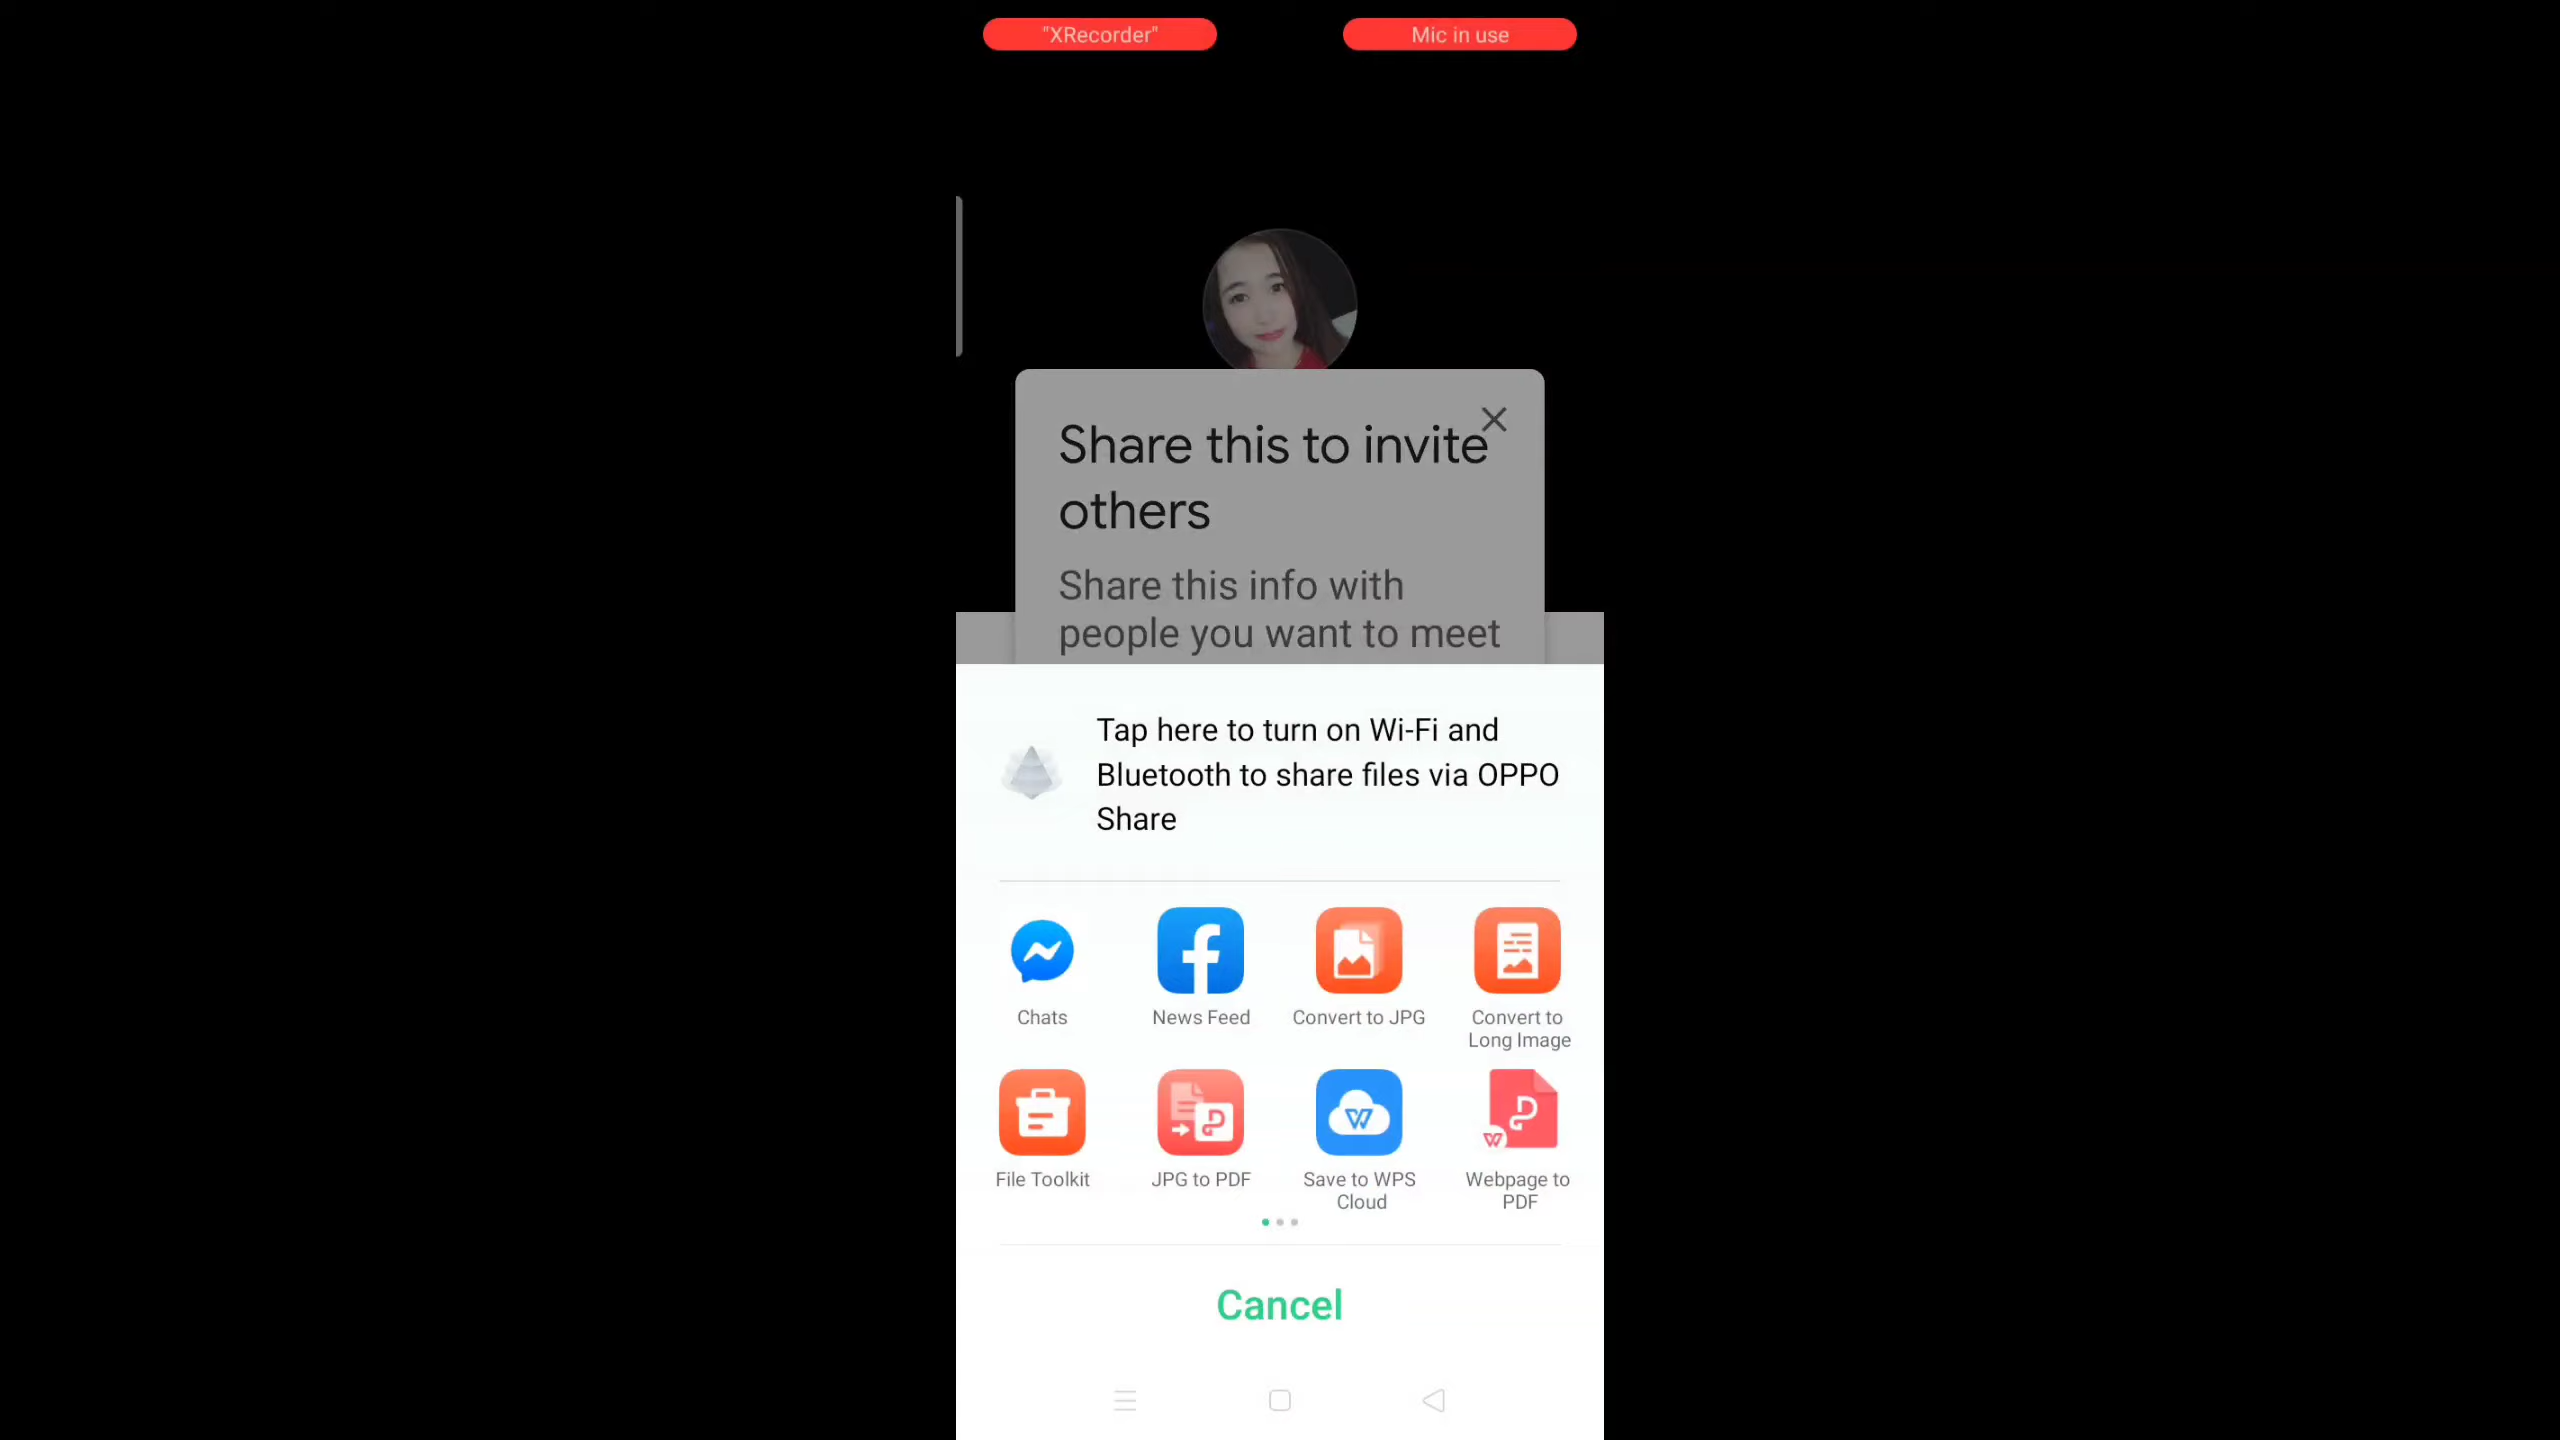 "XRecorder"
Mic in use
Share this to invite
others
Share this info with
people you want to meet
Tap here to turn on Wi-Fi and
Bluetooth to share files via OPPO
Share
Chats
News Feed
Convert to JPG
Convert to
Long Image
File Toolkit
JPG to PDF
Save to WPS
Cloud
Webpage to
PDF
Cancel